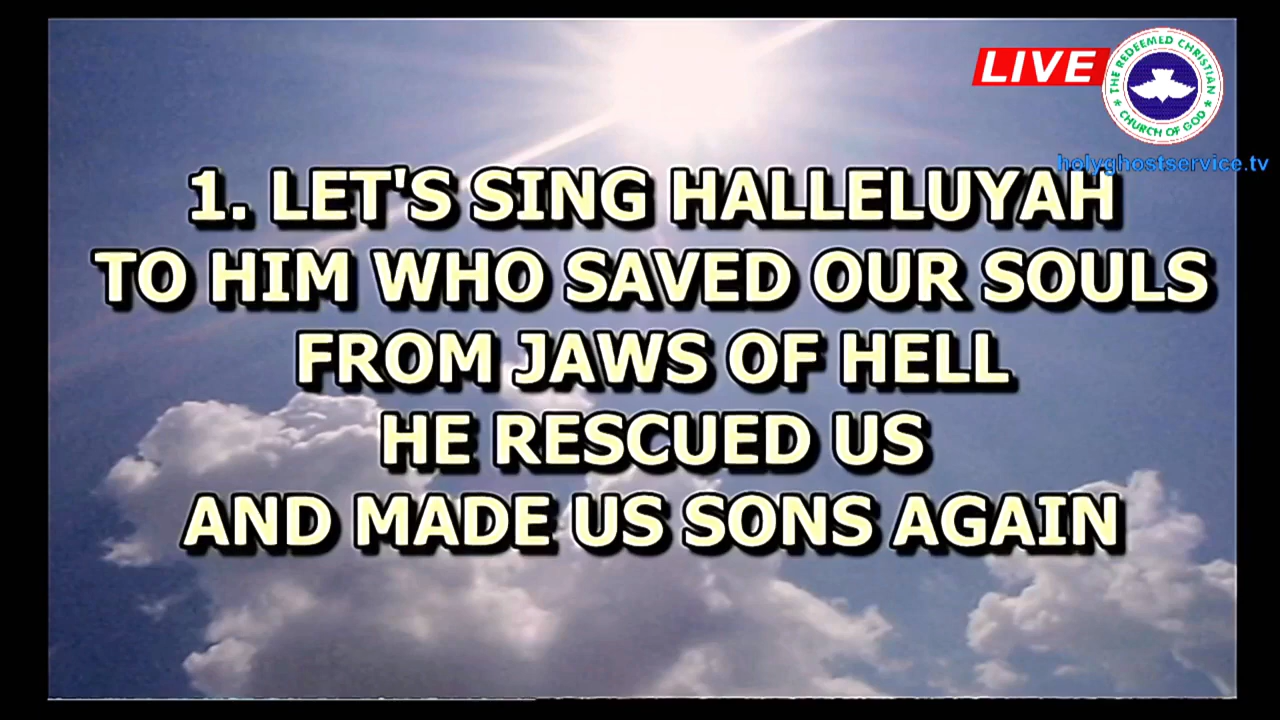 LIVE
THE REDEEMED CHRISTIAN
CHURCH OF GOD
holyghostservice.tv
1. LET'S SING HALLELUYAH
TO HIM WHO SAVED OUR SOULS
FROM JAWS OF HELL
HE RESCUED US
AND MADE US SONS AGAIN